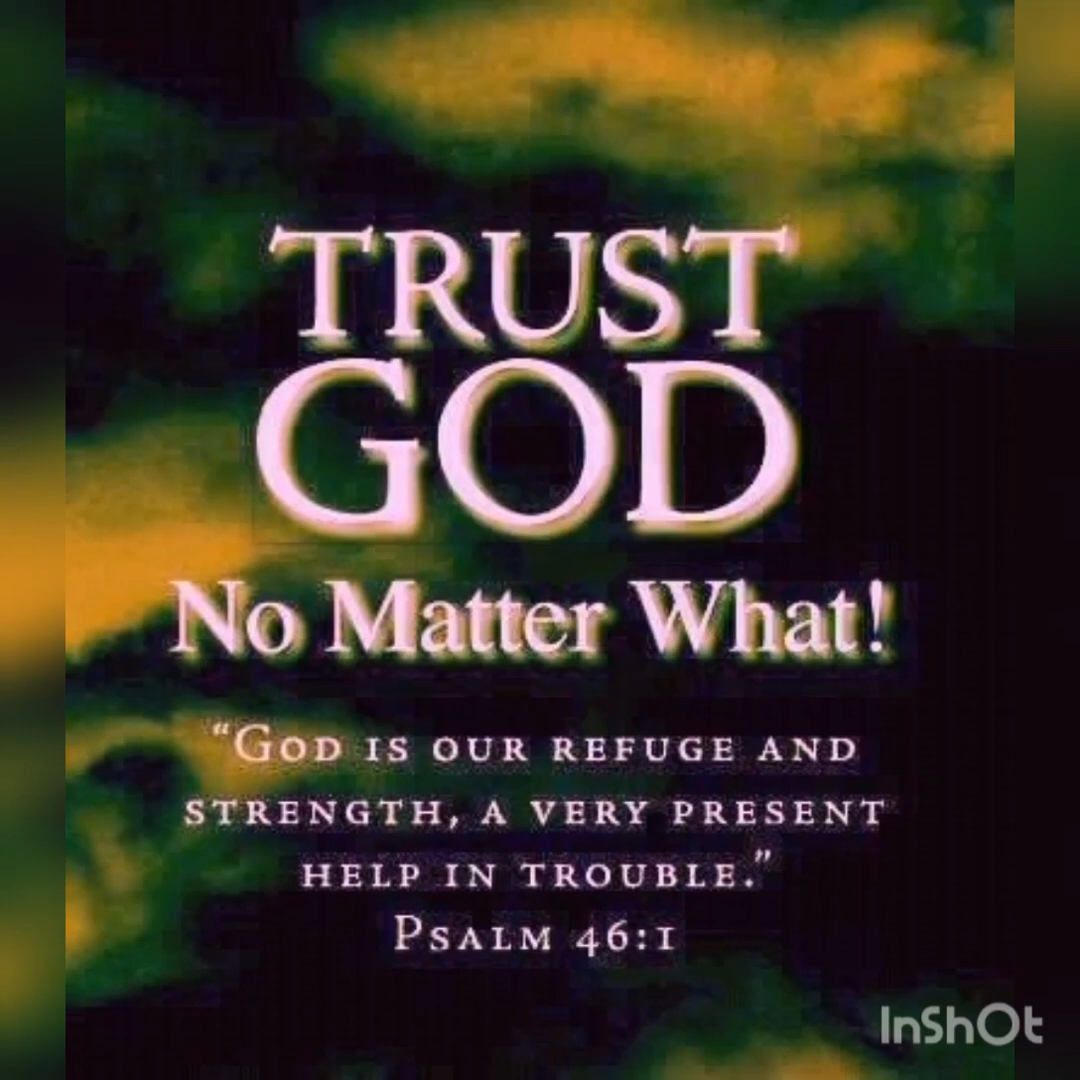 TRUST
GOD
No Matter What!
“God is our refuge and
strength, a very present
help in trouble.”
Psalm 46:1
InShOt